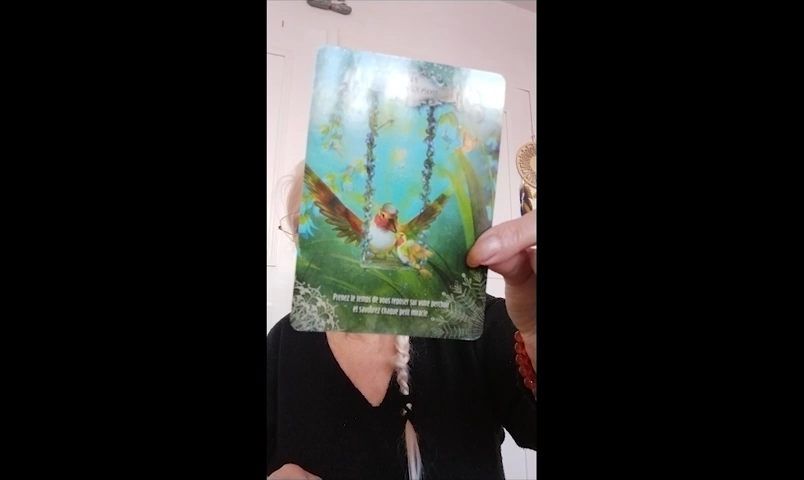 Prenez le temps de vous reposer sur votre perchoir
et savourez chaque petit miracle